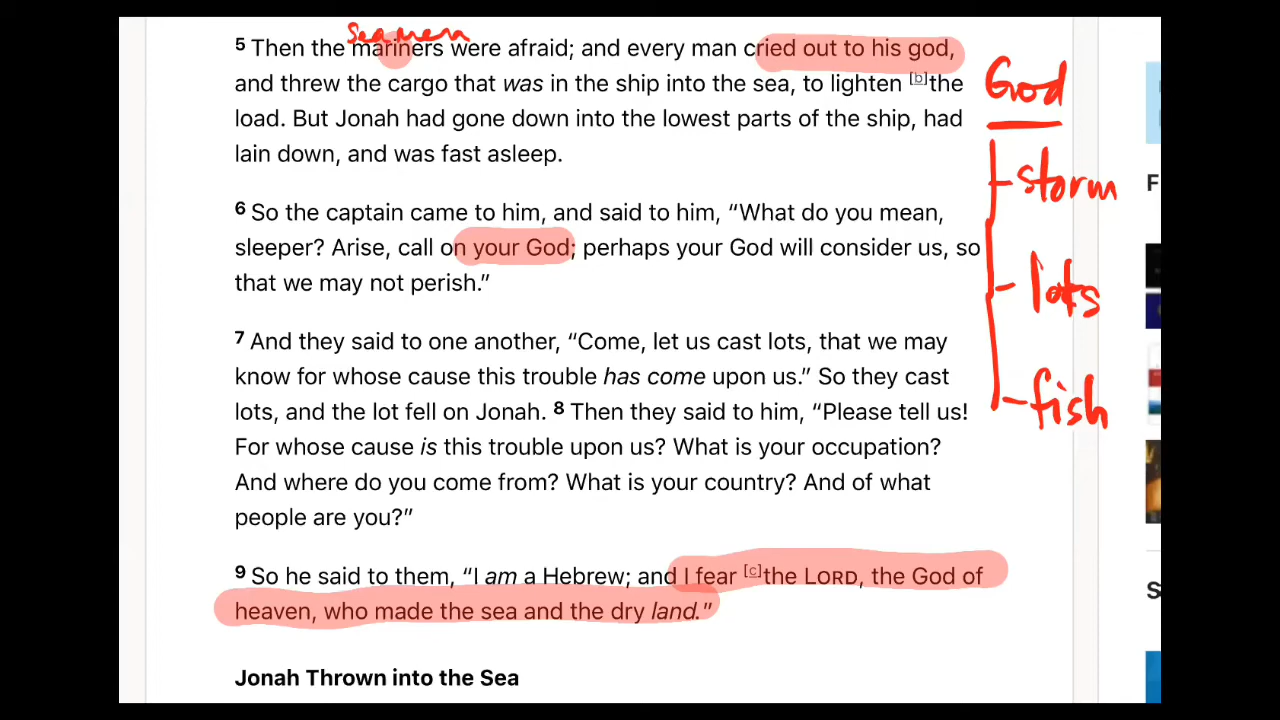 Seamen
5 Then the mariners were afraid; and every man cried out to his god,
and threw the cargo that was in the ship into the sea, to lighten [b]the
load. But Jonah had gone down into the lowest parts of the ship, had
lain down, and was fast asleep.
6 So the captain came to him, and said to him, “What do you mean,
sleeper? Arise, call on your God; perhaps your God will consider us, so
that we may not perish.”
7 And they said to one another, “Come, let us cast lots, that we may
know for whose cause this trouble has come upon us.” So they cast
lots, and the lot fell on Jonah. 8 Then they said to him, “Please tell us!
For whose cause is this trouble upon us? What is your occupation?
And where do you come from? What is your country? And of what
people are you?”
9 So he said to them, “I am a Hebrew; and I fear [c]the LORD, the God of
heaven, who made the sea and the dry land.”
Jonah Thrown into the Sea
God
storm
lots
fish
F
S